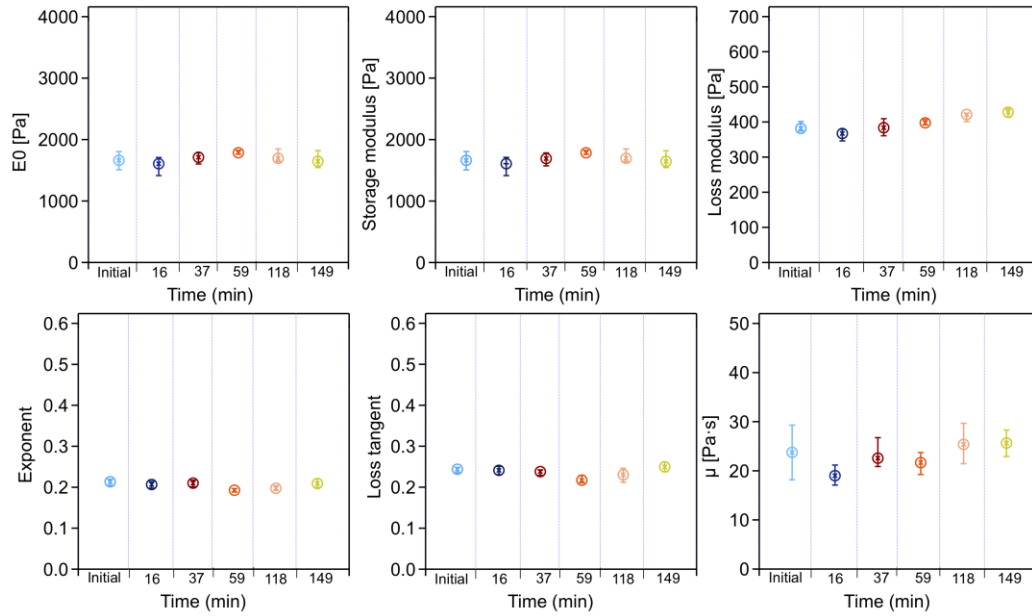 E0 [Pa]
4000
3000
2000
1000
0
Initial 16 37 59 118 149
Time (min)
Storage modulus [Pa]
4000
3000
2000
1000
0
Initial 16 37 59 118 149
Time (min)
Loss modulus [Pa]
700
600
500
400
300
200
100
0
Initial 16 37 59 118 149
Time (min)
Exponent
0.6
0.5
0.4
0.3
0.2
0.1
0.0
Initial 16 37 59 118 149
Time (min)
Loss tangent
0.6
0.5
0.4
0.3
0.2
0.1
0.0
Initial 16 37 59 118 149
Time (min)
μ [Pa·s]
50
40
30
20
10
0
Initial 16 37 59 118 149
Time (min)